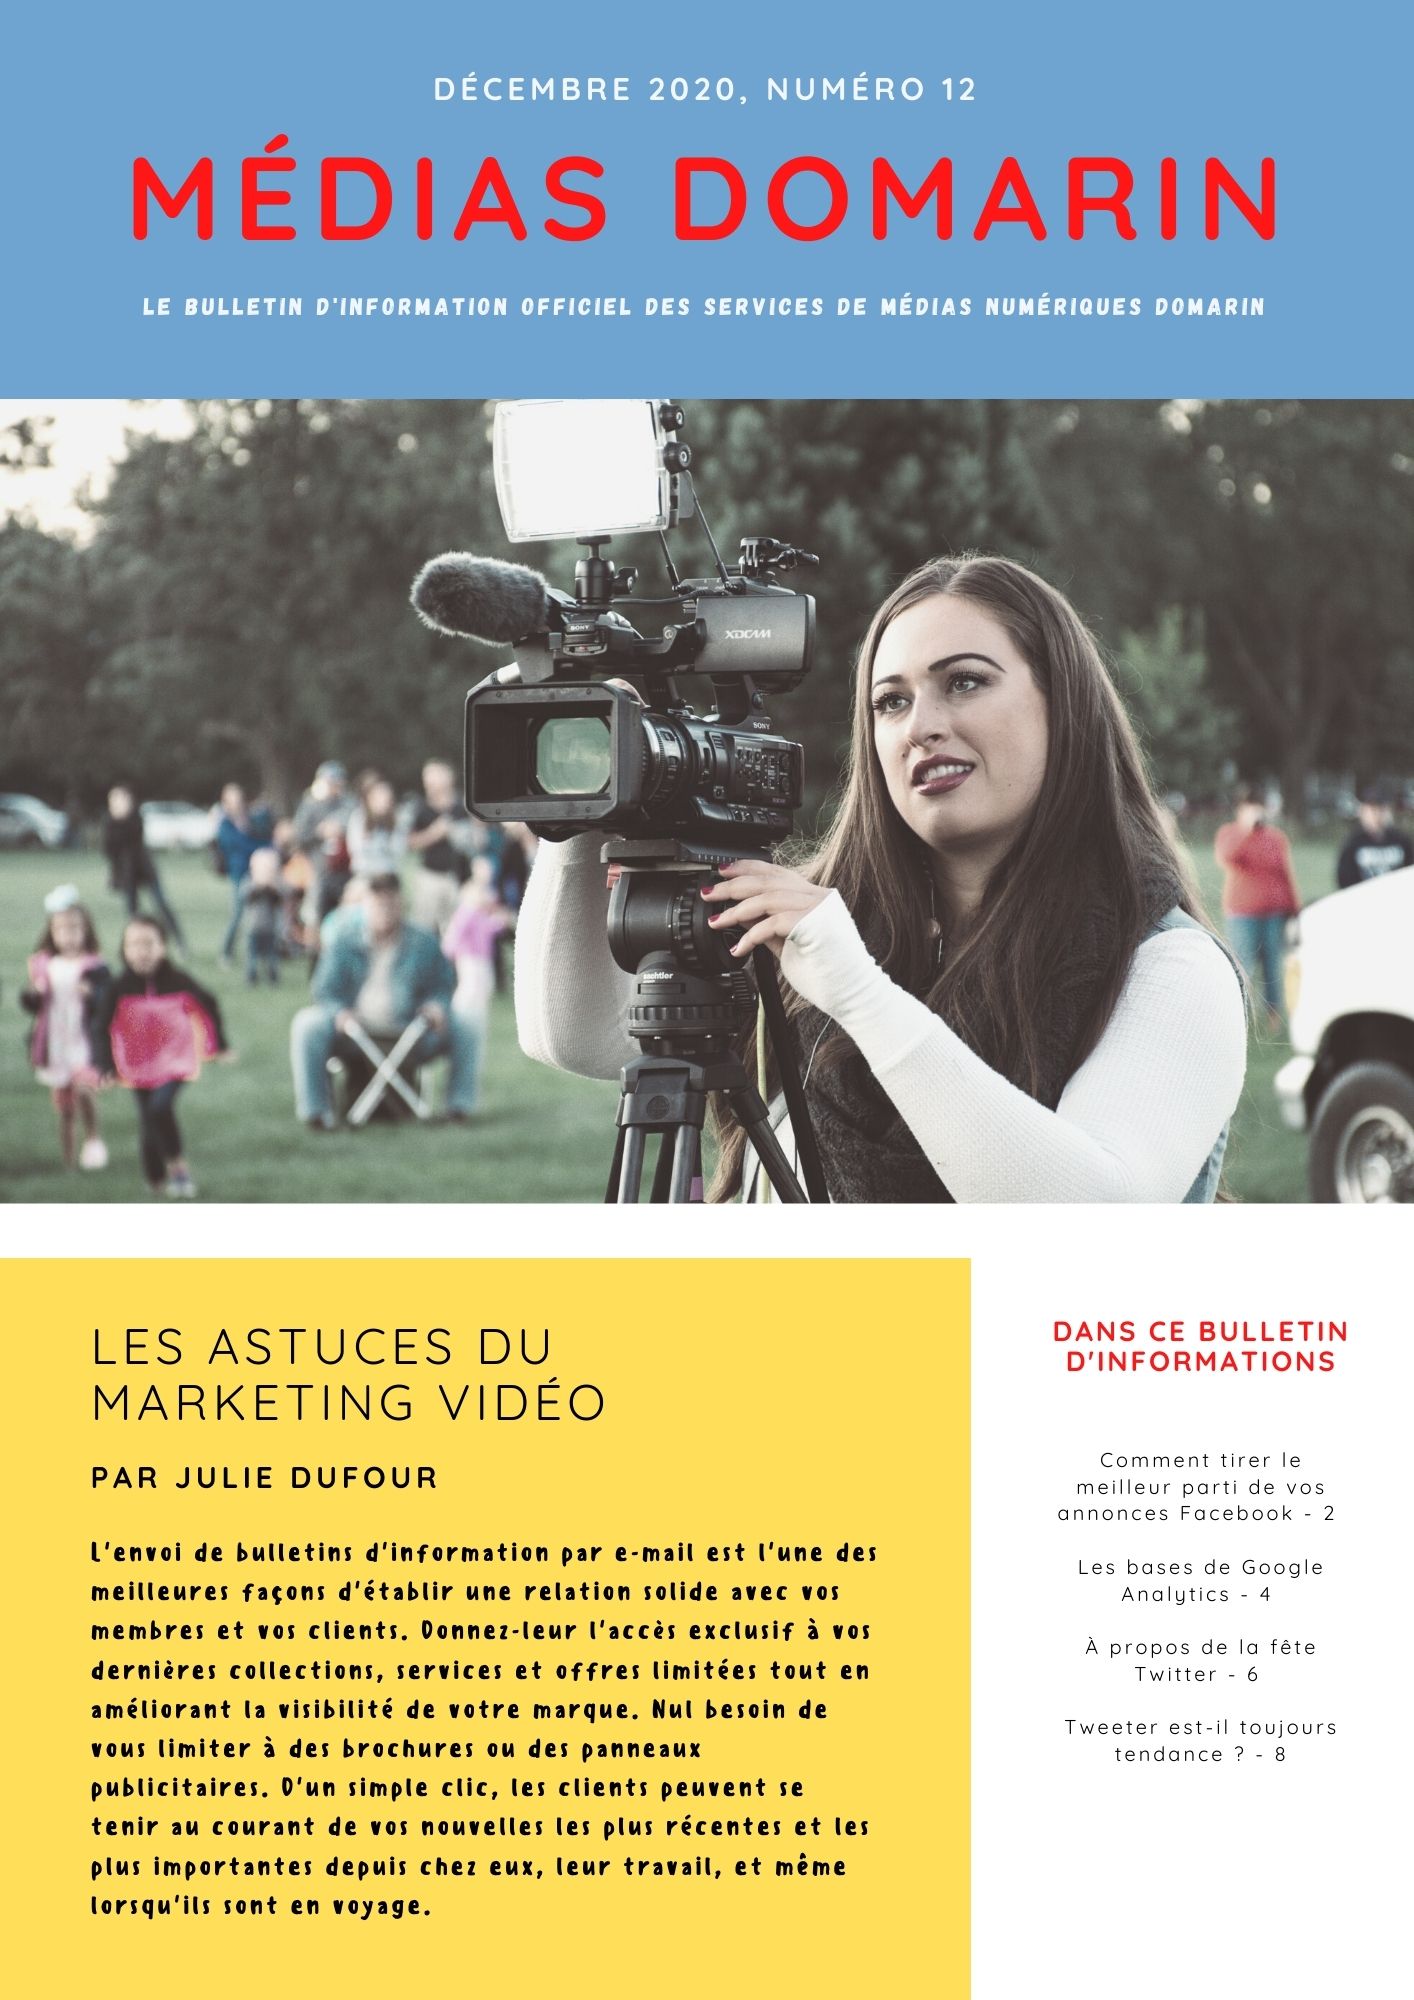 DÉCEMBRE 2020, NUMÉRO 12
MÉDIAS DOMARIN
LE BULLETIN D'INFORMATION OFFICIEL DES SERVICES DE MÉDIAS NUMÉRIQUES DOMARIN
SONY
XDCAM
SONY
sachtler
LES ASTUCES DU
MARKETING VIDÉO
PAR JULIE DUFOUR
L'envoi de bulletins d'information par e-mail est l'une des
meilleures façons d'établir une relation solide avec vos
membres et vos clients. Donnez-leur l'accès exclusif à vos
dernières collections, services et offres limitées tout en
améliorant la visibilité de votre marque. Nul besoin de
vous limiter à des brochures ou des panneaux
publicitaires. D'un simple clic, les clients peuvent se
tenir au courant de vos nouvelles les plus récentes et les
plus importantes depuis chez eux, leur travail, et même
lorsqu'ils sont en voyage.
DANS CE BULLETIN
D'INFORMATIONS
Comment tirer le
meilleur parti de vos
annonces Facebook - 2
Les bases de Google
Analytics - 4
À propos de la fête
Twitter - 6
Tweeter est-il toujours
tendance ? - 8